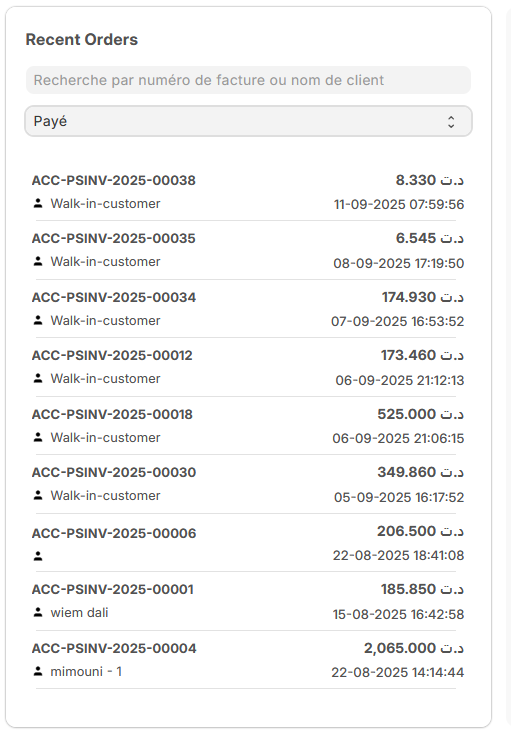 Recent Orders
Recherche par numéro de facture ou nom de client
Payé
ACC-PSINV-2025-00038 8.330 د.ت
Walk-in-customer 11-09-2025 07:59:56
ACC-PSINV-2025-00035 6.545 د.ت
Walk-in-customer 08-09-2025 17:19:50
ACC-PSINV-2025-00034 174.930 د.ت
Walk-in-customer 07-09-2025 16:53:52
ACC-PSINV-2025-00012 173.460 د.ت
Walk-in-customer 06-09-2025 21:12:13
ACC-PSINV-2025-00018 525.000 د.ت
Walk-in-customer 06-09-2025 21:06:15
ACC-PSINV-2025-00030 349.860 د.ت
Walk-in-customer 05-09-2025 16:17:52
ACC-PSINV-2025-00006 206.500 د.ت
22-08-2025 18:41:08
ACC-PSINV-2025-00001 185.850 د.ت
wiem dali 15-08-2025 16:42:58
ACC-PSINV-2025-00004 2,065.000 د.ت
mimouni - 1 22-08-2025 14:14:44